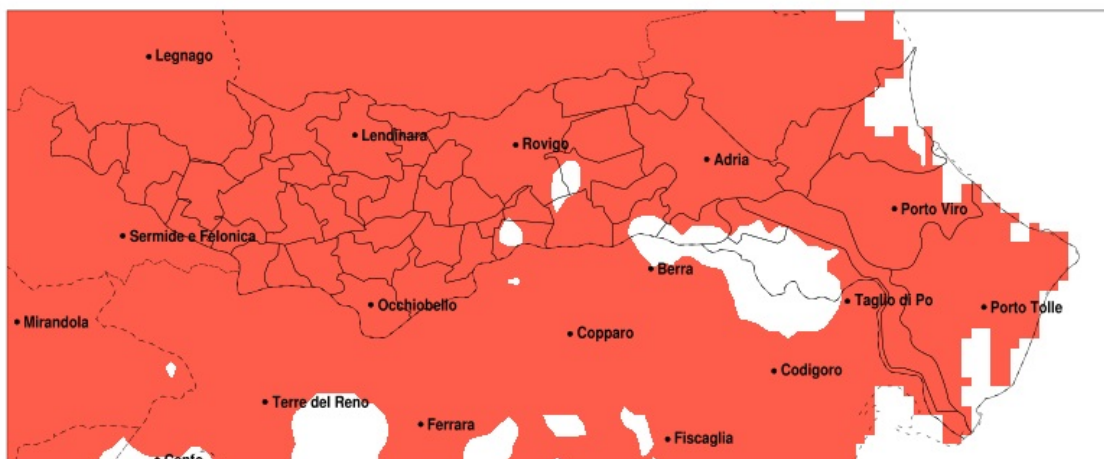 Legnago
Lendinara
Rovigo
Adria
Porto Viro
Sermide e Felonica
Berra
Taglio di Po
Occhiobello
Porto Tolle
Mirandola
Copparo
Codigoro
Terre del Reno
Ferrara
Fiscaglia